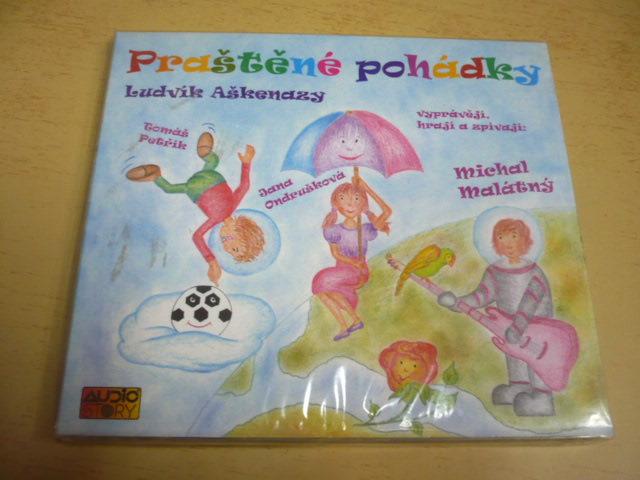 Praštěné pohádky
Ludvík Aškenazy
vyprávějí,
hrají a zpívají:
Tomáš
Petřík
Jana
Ondrušková
Michal
Malátný
AUDIO
STORY